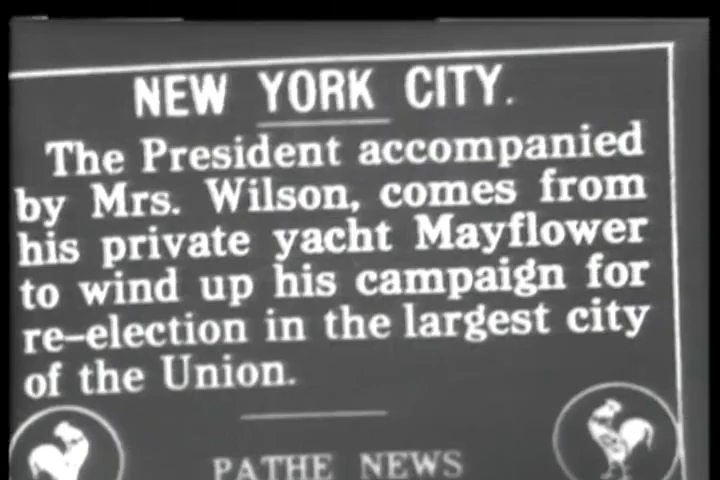 NEW YORK CITY.
The President accompanied
by Mrs. Wilson, comes from
his private yacht Mayflower
to wind up his campaign for
re-election in the largest city
of the Union.
PATHE NEWS